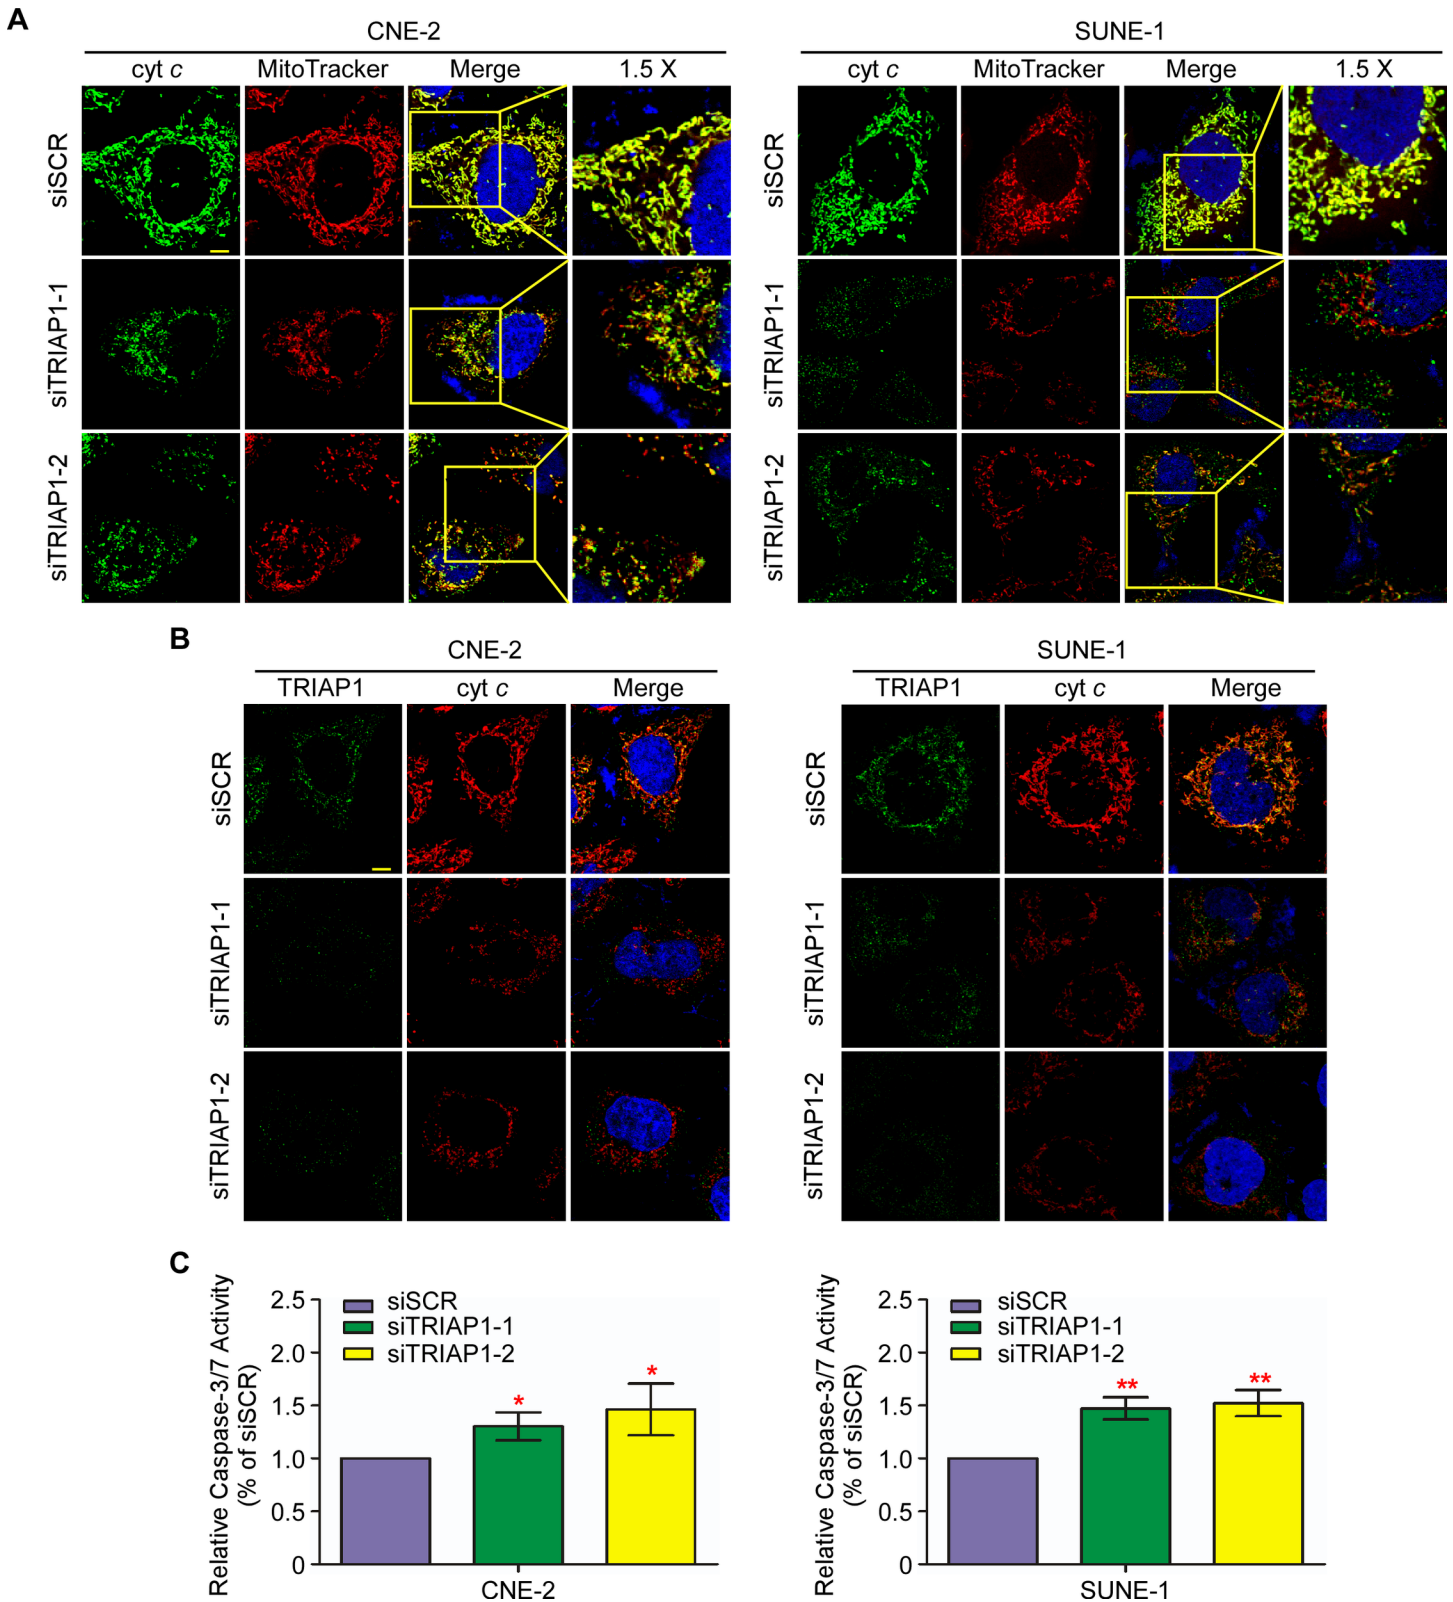 A
CNE-2
SUNE-1
cyt c
MitoTracker
Merge
1.5 X
cyt c
MitoTracker
Merge
1.5 X
siSCR
siTRIAP1-1
siTRIAP1-2
siSCR
siTRIAP1-1
siTRIAP1-2
B
CNE-2
SUNE-1
TRIAP1
cyt c
Merge
TRIAP1
cyt c
Merge
siSCR
siTRIAP1-1
siTRIAP1-2
siSCR
siTRIAP1-1
siTRIAP1-2
C
Relative Caspase-3/7 Activity
(% of siSCR)
2.5
2.0
1.5
1.0
0.5
0
siSCR
siTRIAP1-1
siTRIAP1-2
*
*
CNE-2
Relative Caspase-3/7 Activity
(% of siSCR)
2.5
2.0
1.5
1.0
0.5
0
siSCR
siTRIAP1-1
siTRIAP1-2
**
**
SUNE-1